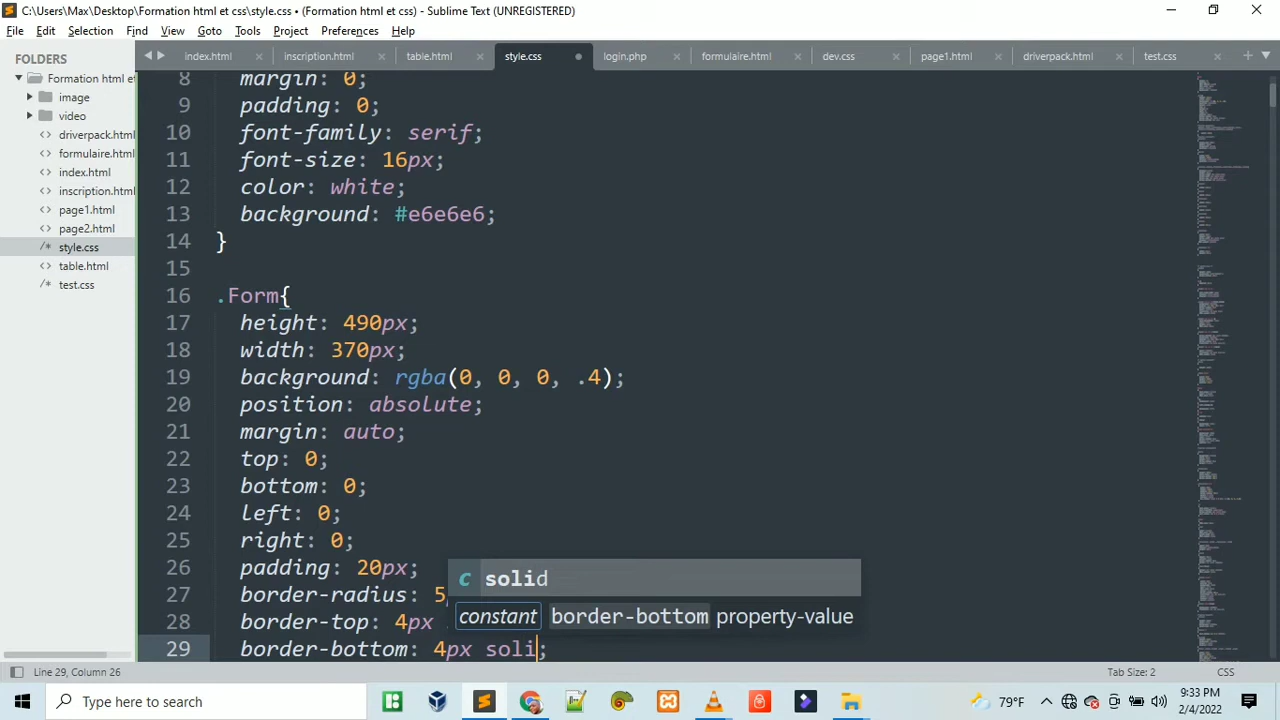 C:\Users\Max\Desktop\Formation html et css\style.css • (Formation html et css) - Sublime Text (UNREGISTERED)
File Edit Selection Find View Goto Tools Project Preferences Help
FOLDERS
Formation html et
image
video
driverpack.html
formulaire.html
index.html
inscription.html
page1.html
page2.html
style.css
table.html
test.css
index.html inscription.html table.html style.css login.php formulaire.html dev.css page1.html driverpack.html test.css
8 margin: 0;
9 padding: 0;
10 font-family: serif;
11 font-size: 16px;
12 color: white;
13 background: #e6e6e6;
14 }
15
16 .Form{
17 height: 490px;
18 width: 370px;
19 background: rgba(0, 0, 0, .4);
20 position: absolute;
21 margin: auto;
22 top: 0;
23 bottom: 0;
24 left: 0;
25 right: 0;
26 padding: 20px;
27 border-radius: 5
28 border-top: 4px
29 border-bottom: 4px soli;
c solid
constant border-bottom property-value
Line 29, Column 26 Tab Size: 2 CSS
Type here to search
79°F
9:33 PM
2/4/2022